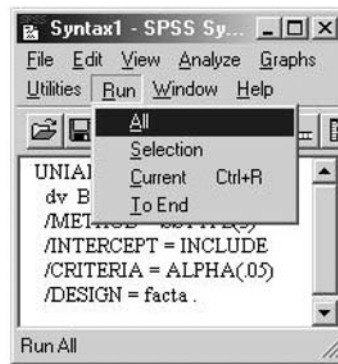 Syntax1 - SPSS Sy...
File Edit View Analyze Graphs
Utilities Run Window Help
All
Selection
Current Ctrl+R
To End
dv B
/INTERCEPT = INCLUDE
/CRITERIA = ALPHA(.05)
/DESIGN = facta .
Run All